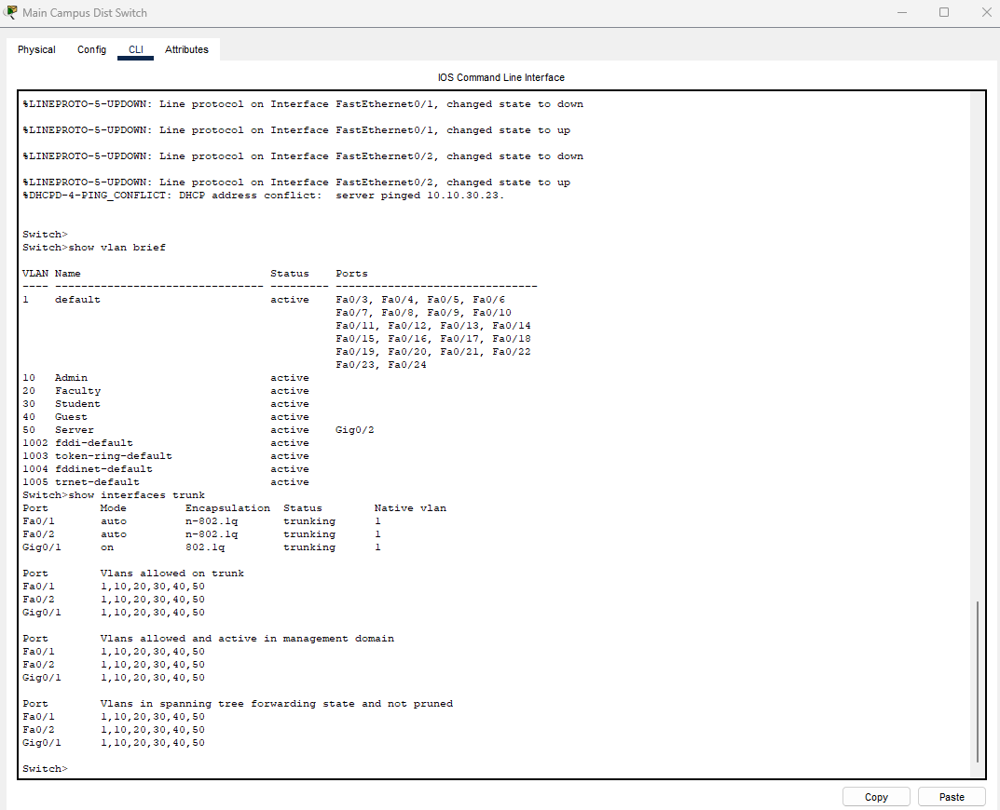 Main Campus Dist Switch
Physical Config CLI Attributes
IOS Command Line Interface
%LINEPROTO-5-UPDOWN: Line protocol on Interface FastEthernet0/1, changed state to down
%LINEPROTO-5-UPDOWN: Line protocol on Interface FastEthernet0/1, changed state to up
%LINEPROTO-5-UPDOWN: Line protocol on Interface FastEthernet0/2, changed state to down
%LINEPROTO-5-UPDOWN: Line protocol on Interface FastEthernet0/2, changed state to up
%DHCPD-4-PING_CONFLICT: DHCP address conflict:  server pinged 10.10.30.23.
Switch>
Switch>show vlan brief
VLAN Name                             Status    Ports
---- -------------------------------- --------- -------------------------------
1    default                          active    Fa0/3, Fa0/4, Fa0/5, Fa0/6
                                                Fa0/7, Fa0/8, Fa0/9, Fa0/10
                                                Fa0/11, Fa0/12, Fa0/13, Fa0/14
                                                Fa0/15, Fa0/16, Fa0/17, Fa0/18
                                                Fa0/19, Fa0/20, Fa0/21, Fa0/22
                                                Fa0/23, Fa0/24
10   Admin                            active
20   Faculty                          active
30   Student                          active
40   Guest                            active
50   Server                           active    Gig0/2
1002 fddi-default                     active
1003 token-ring-default               active
1004 fddinet-default                  active
1005 trnet-default                    active
Switch>show interfaces trunk
Port        Mode         Encapsulation  Status        Native vlan
Fa0/1       auto         n-802.1q       trunking      1
Fa0/2       auto         n-802.1q       trunking      1
Gig0/1      on           802.1q         trunking      1
Port        Vlans allowed on trunk
Fa0/1       1,10,20,30,40,50
Fa0/2       1,10,20,30,40,50
Gig0/1      1,10,20,30,40,50
Port        Vlans allowed and active in management domain
Fa0/1       1,10,20,30,40,50
Fa0/2       1,10,20,30,40,50
Gig0/1      1,10,20,30,40,50
Port        Vlans in spanning tree forwarding state and not pruned
Fa0/1       1,10,20,30,40,50
Fa0/2       1,10,20,30,40,50
Gig0/1      1,10,20,30,40,50
Switch>
Copy Paste